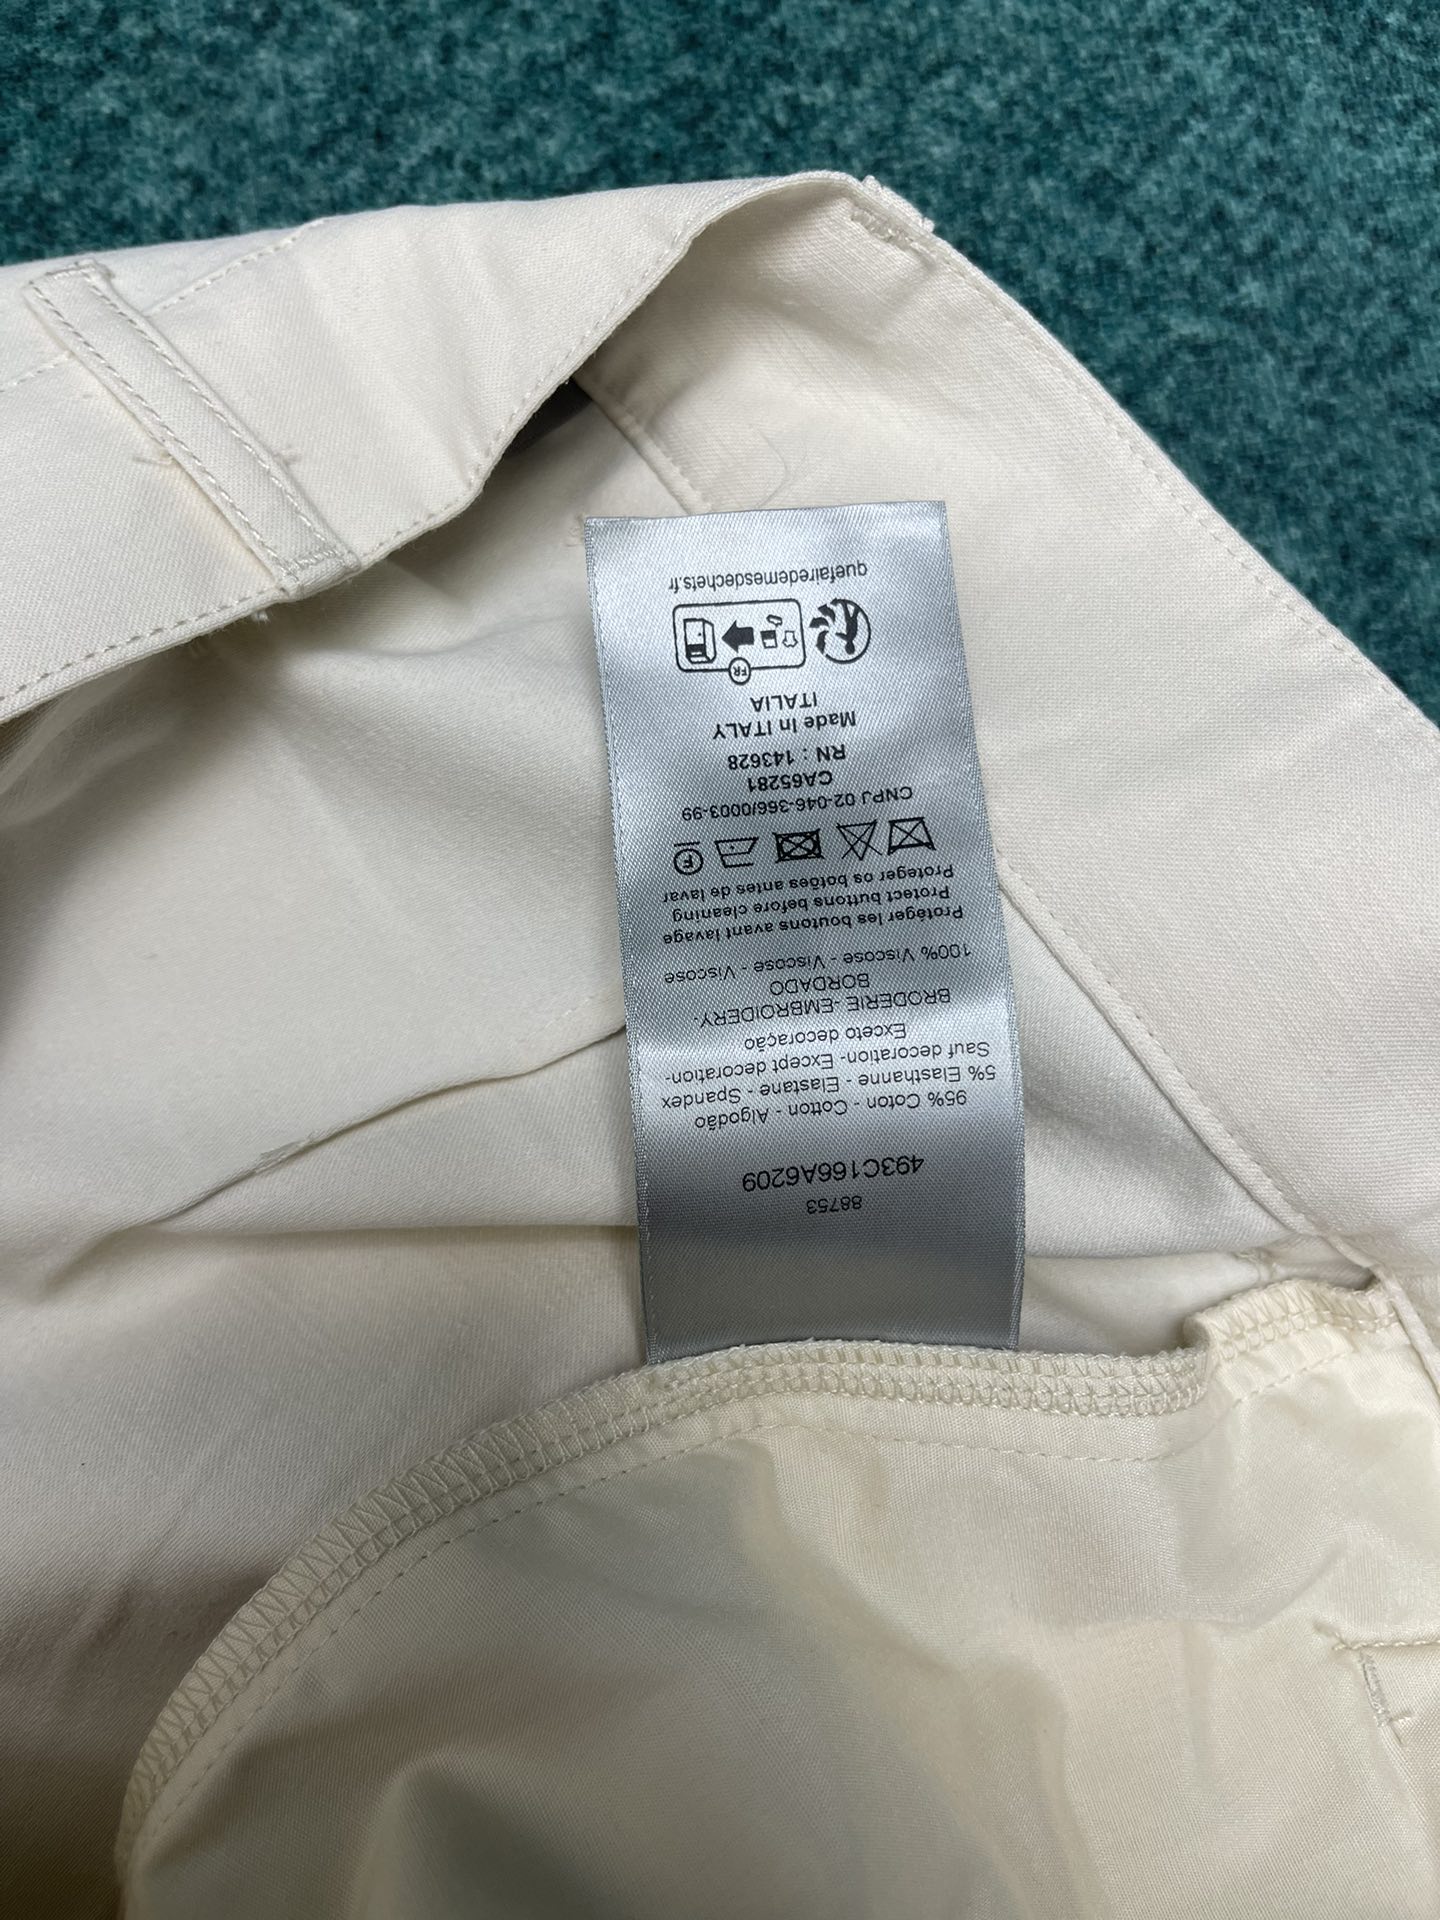 88753
493C166A6209
95% Coton - Cotton - Algodão
5% Elasthanne - Elastane - Spandex
Sauf decoration- Except decoration-
Exceto decoração
BRODERIE -EMBROIDERY-
BORDADO
100% Viscose - Viscose - Viscose
Protéger les boutons avant lavage
Protect buttons before cleaning
Proteger os botões antes de lavar
F
CNPJ 02-046-366/0003-99
CA65281
RN : 143628
Made In ITALY
ITALIA
FR
quefairedemesdechets.fr